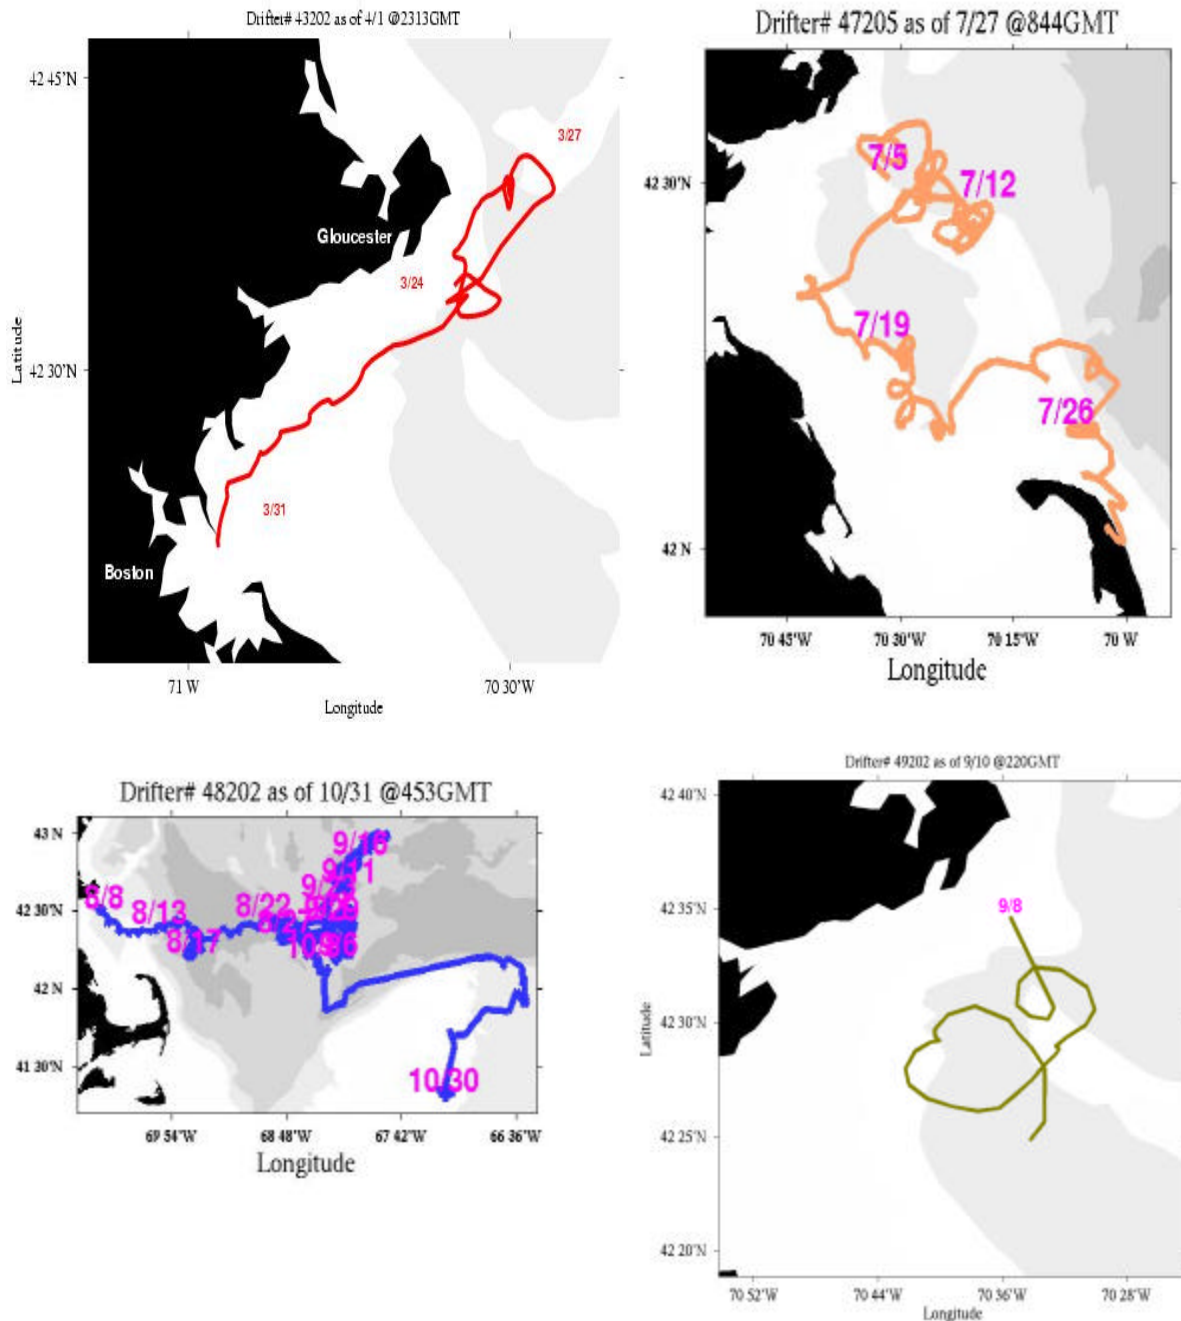 Drifter# 43202 as of 4/1 @2313GMT
42 45'N
3/27
Gloucester
3/24
Latitude
42 30'N
3/31
Boston
71 W
70 30'W
Longitude
Drifter# 47205 as of 7/27 @844GMT
7/5
42 30'N
7/12
7/19
7/26
42 N
70 45'W
70 30'W
70 15'W
70 W
Longitude
Drifter# 48202 as of 10/31 @453GMT
43 N
9/16
8/8
8/22
42 30'N
8/13
8/17
42 N
41 30'N
10/30
69 54'W
68 48'W
67 42'W
66 36'W
Longitude
Drifter# 49202 as of 9/10 @220GMT
42 40'N
42 35'N
9/8
Latitude
42 30'N
42 25'N
42 20'N
70 52'W
70 44'W
70 36'W
70 28'W
Longitude